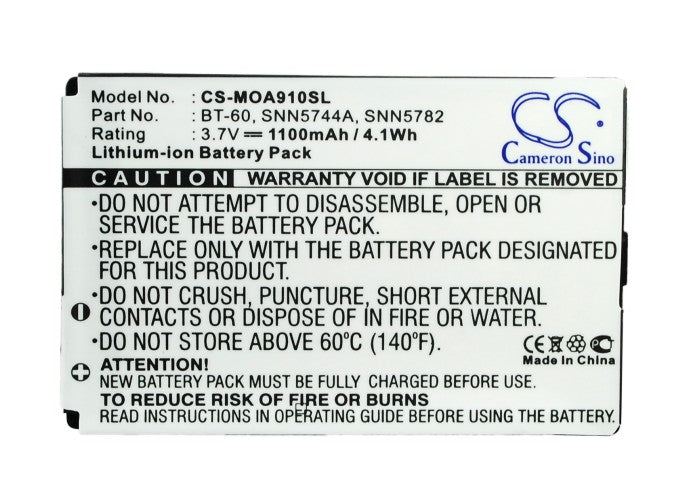 Model No.: CS-MOA910SL
Part No.: BT-60, SNN5744A, SNN5782
Rating: 3.7V ⎓ 1100mAh / 4.1Wh
Lithium-ion Battery Pack
CS
Cameron Sino
CAUTION WARRANTY VOID IF LABEL IS REMOVED
•DO NOT ATTEMPT TO DISASSEMBLE, OPEN OR
SERVICE THE BATTERY PACK.
•REPLACE ONLY WITH THE BATTERY PACK DESIGNATED
FOR THIS PRODUCT.
•DO NOT CRUSH, PUNCTURE, SHORT EXTERNAL
CONTACTS OR DISPOSE OF IN FIRE OR WATER.
•DO NOT STORE ABOVE 60°C (140°F).
CE
Made In China
ATTENTION!
NEW BATTERY PACK MUST BE FULLY CHARGED BEFORE USE
TO REDUCE RISK OF FIRE OR BURNS
READ INSTRUCTIONS IN OPERATING GUIDE BEFORE USING THE BATTERY.